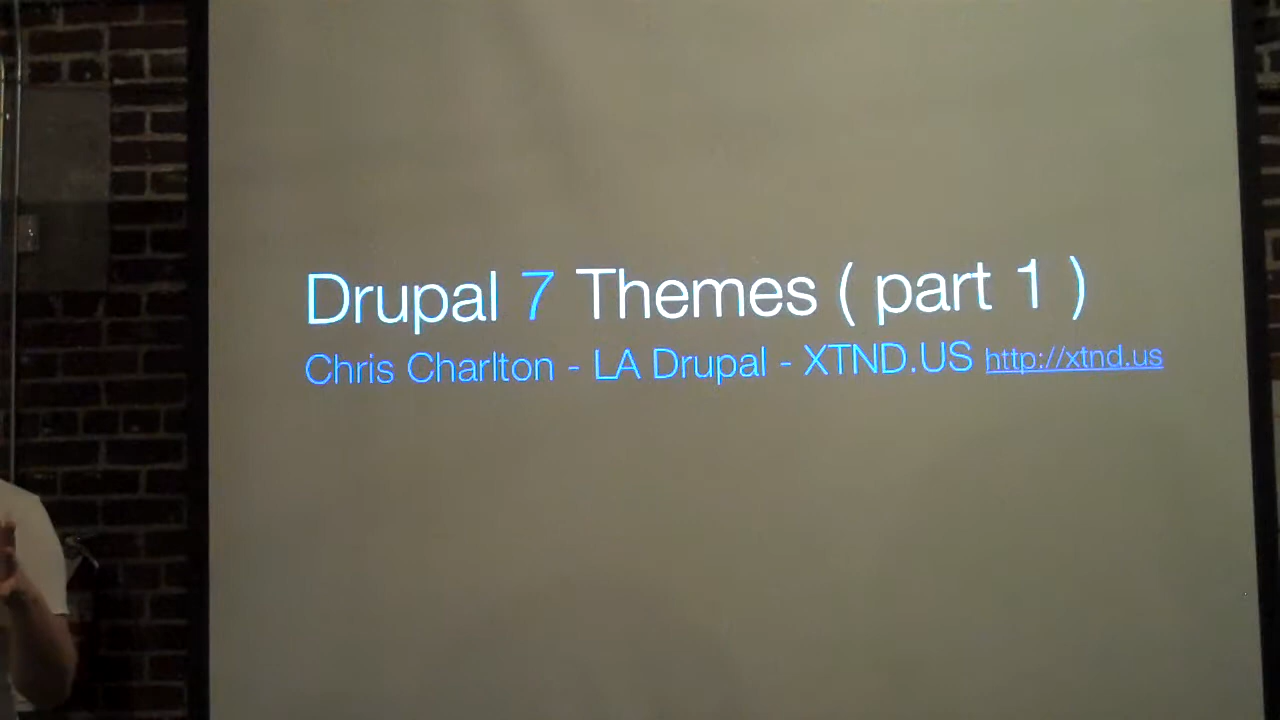 Drupal 7 Themes ( part 1 )
Chris Charlton - LA Drupal - XTND.US http://xtnd.us